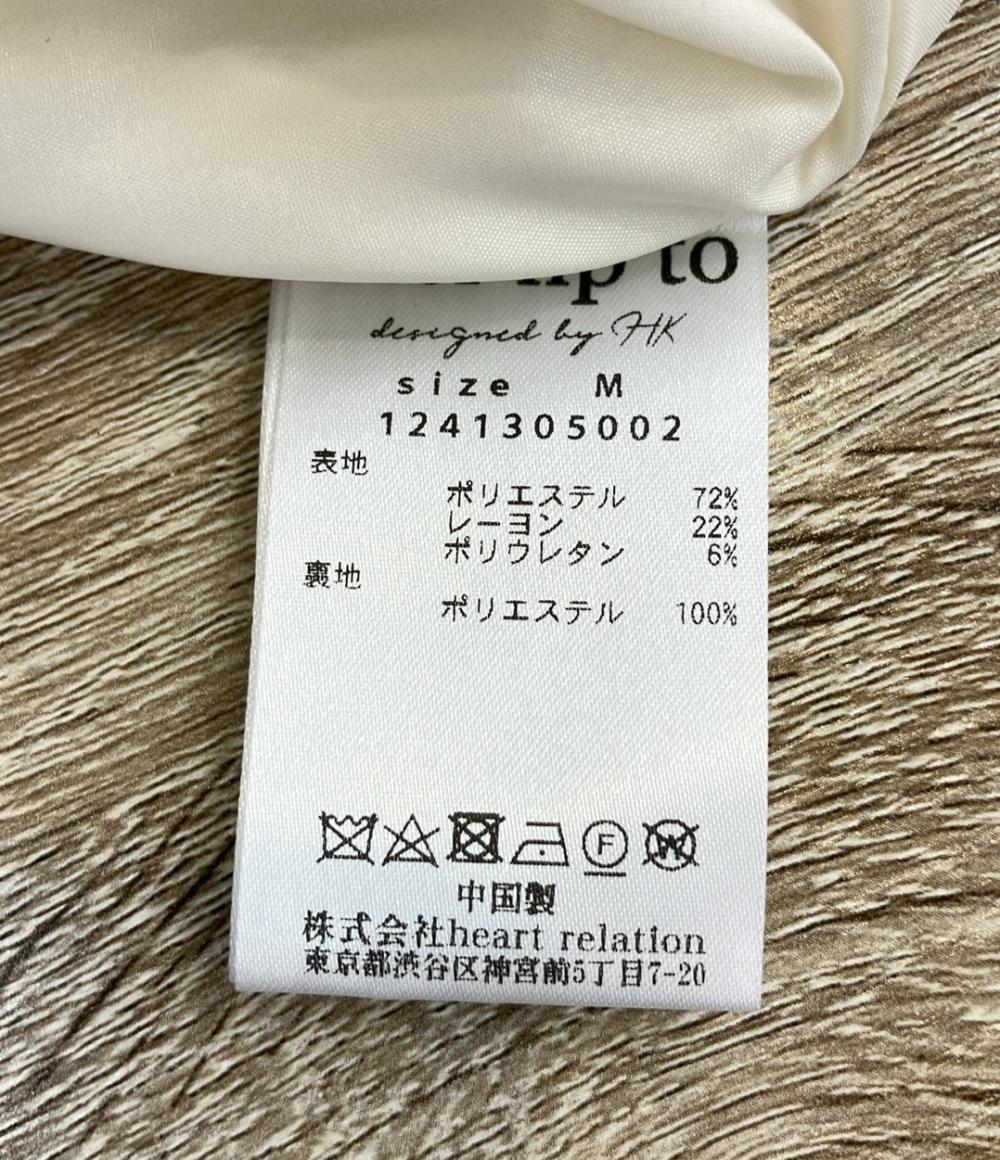 to
designed by HK
size M
1241305002
表地
ポリエステル 72%
レーヨン 22%
ポリウレタン 6%
裏地
ポリエステル 100%
F W
中国製
株式会社heart relation
東京都渋谷区神宮前5丁目7-20